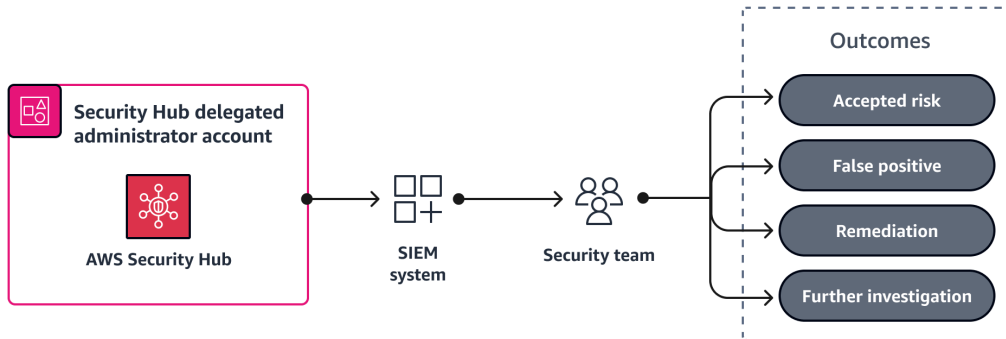 Outcomes
Security Hub delegated
administrator account
AWS Security Hub
SIEM
system
Security team
Accepted risk
False positive
Remediation
Further investigation